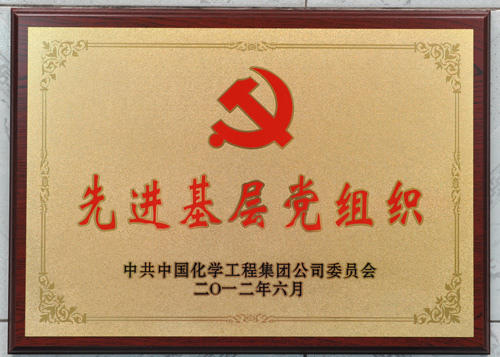 先进基层党组织
中共中国化学工程集团公司委员会
二〇一二年六月